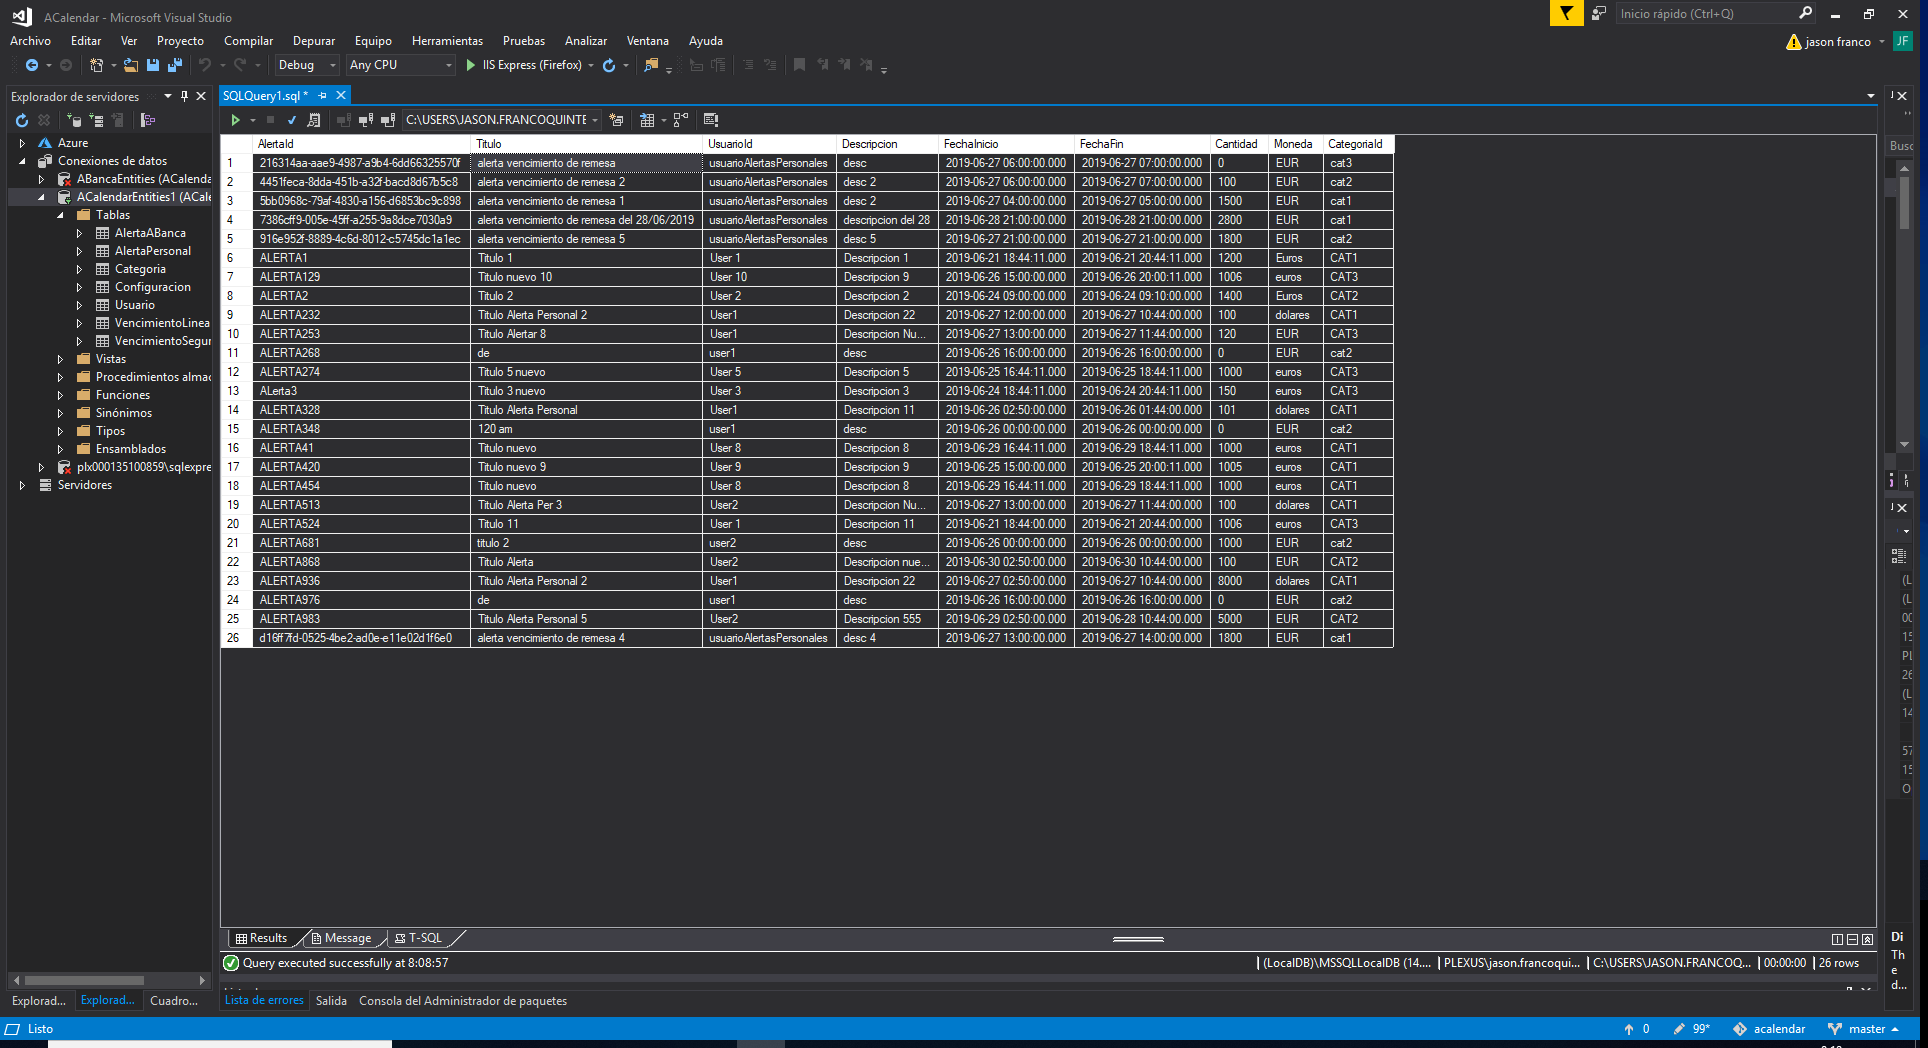 ACalendar - Microsoft Visual Studio
Inicio rápido (Ctrl+Q)
Archivo Editar Ver Proyecto Compilar Depurar Equipo Herramientas Pruebas Analizar Ventana Ayuda
jason franco JF
Debug Any CPU IIS Express (Firefox)
Explorador de servidores
SQLQuery1.sql *
C:\USERS\JASON.FRANCOQUINTE
Azure
Conexiones de datos
ABancaEntities (ACalenda
ACalendarEntities1 (ACale
Tablas
AlertaABanca
AlertaPersonal
Categoria
Configuracion
Usuario
VencimientoLinea
VencimientoSegur
Vistas
Procedimientos almac
Funciones
Sinónimos
Tipos
Ensamblados
plx000135100859\sqlexpre
Servidores
AlertaId Titulo UsuarioId Descripcion FechaInicio FechaFin Cantidad Moneda CategoriaId
1 216314aa-aae9-4987-a9b4-6dd66325570f alerta vencimiento de remesa usuarioAlertasPersonales desc 2019-06-27 06:00:00.000 2019-06-27 07:00:00.000 0 EUR cat3
2 4451feca-8dda-451b-a32f-bacd8d67b5c8 alerta vencimiento de remesa 2 usuarioAlertasPersonales desc 2 2019-06-27 06:00:00.000 2019-06-27 07:00:00.000 100 EUR cat2
3 5bb0968c-79af-4830-a156-d6853bc9c898 alerta vencimiento de remesa 1 usuarioAlertasPersonales desc 2 2019-06-27 04:00:00.000 2019-06-27 05:00:00.000 1500 EUR cat1
4 7386cff9-005e-45ff-a255-9a8dce7030a9 alerta vencimiento de remesa del 28/06/2019 usuarioAlertasPersonales descripcion del 28 2019-06-28 21:00:00.000 2019-06-28 21:00:00.000 2800 EUR cat1
5 916e952f-8889-4c6d-8012-c5745dc1a1ec alerta vencimiento de remesa 5 usuarioAlertasPersonales desc 5 2019-06-27 21:00:00.000 2019-06-27 21:00:00.000 1800 EUR cat2
6 ALERTA1 Titulo 1 User 1 Descripcion 1 2019-06-21 18:44:11.000 2019-06-21 20:44:11.000 1200 Euros CAT1
7 ALERTA129 Titulo nuevo 10 User 10 Descripcion 9 2019-06-26 15:00:00.000 2019-06-26 20:00:11.000 1006 euros CAT3
8 ALERTA2 Titulo 2 User 2 Descripcion 2 2019-06-24 09:00:00.000 2019-06-24 09:10:00.000 1400 Euros CAT2
9 ALERTA232 Titulo Alerta Personal 2 User1 Descripcion 22 2019-06-27 12:00:00.000 2019-06-27 10:44:00.000 100 dolares CAT1
10 ALERTA253 Titulo Alertar 8 User1 Descripcion Nu... 2019-06-27 13:00:00.000 2019-06-27 11:44:00.000 120 EUR CAT3
11 ALERTA268 de user1 desc 2019-06-26 16:00:00.000 2019-06-26 16:00:00.000 0 EUR cat2
12 ALERTA274 Titulo 5 nuevo User 5 Descripcion 5 2019-06-25 16:44:11.000 2019-06-25 18:44:11.000 1000 euros CAT3
13 ALerta3 Titulo 3 nuevo User 3 Descripcion 3 2019-06-24 18:44:11.000 2019-06-24 20:44:11.000 150 euros CAT3
14 ALERTA328 Titulo Alerta Personal User1 Descripcion 11 2019-06-26 02:50:00.000 2019-06-26 01:44:00.000 101 dolares CAT1
15 ALERTA348 120 am user1 desc 2019-06-26 00:00:00.000 2019-06-26 00:00:00.000 0 EUR cat2
16 ALERTA41 Titulo nuevo User 8 Descripcion 8 2019-06-29 16:44:11.000 2019-06-29 18:44:11.000 1000 euros CAT1
17 ALERTA420 Titulo nuevo 9 User 9 Descripcion 9 2019-06-25 15:00:00.000 2019-06-25 20:00:11.000 1005 euros CAT1
18 ALERTA454 Titulo nuevo User 8 Descripcion 8 2019-06-29 16:44:11.000 2019-06-29 18:44:11.000 1000 euros CAT1
19 ALERTA513 Titulo Alerta Per 3 User2 Descripcion Nu... 2019-06-27 13:00:00.000 2019-06-27 11:44:00.000 100 dolares CAT1
20 ALERTA524 Titulo 11 User 1 Descripcion 11 2019-06-21 18:44:00.000 2019-06-21 20:44:00.000 1006 euros CAT3
21 ALERTA681 titulo 2 user2 desc 2019-06-26 00:00:00.000 2019-06-26 00:00:00.000 1000 EUR cat2
22 ALERTA868 Titulo Alerta User2 Descripcion nue... 2019-06-30 02:50:00.000 2019-06-30 10:44:00.000 100 EUR CAT2
23 ALERTA936 Titulo Alerta Personal 2 User1 Descripcion 22 2019-06-27 02:50:00.000 2019-06-27 10:44:00.000 8000 dolares CAT1
24 ALERTA976 de user1 desc 2019-06-26 16:00:00.000 2019-06-26 16:00:00.000 0 EUR cat2
25 ALERTA983 Titulo Alerta Personal 5 User2 Descripcion 555 2019-06-29 02:50:00.000 2019-06-28 10:44:00.000 5000 EUR CAT2
26 d16ff7fd-0525-4be2-ad0e-e11e02d1f6e0 alerta vencimiento de remesa 4 usuarioAlertasPersonales desc 4 2019-06-27 13:00:00.000 2019-06-27 14:00:00.000 1800 EUR cat1
Busc
(L
(L
00
15
PL
26
(L
14
57
15
O
Di
Th
e
d...
Results Message T-SQL
Query executed successfully at 8:08:57 (LocalDB)\MSSQLLocalDB (14.... PLEXUS\jason.francoqui... C:\USERS\JASON.FRANCOQ... 00:00:00 26 rows
Explorad... Explorad... Cuadro... Lista de errores Salida Consola del Administrador de paquetes
Listo 0 99* acalendar master